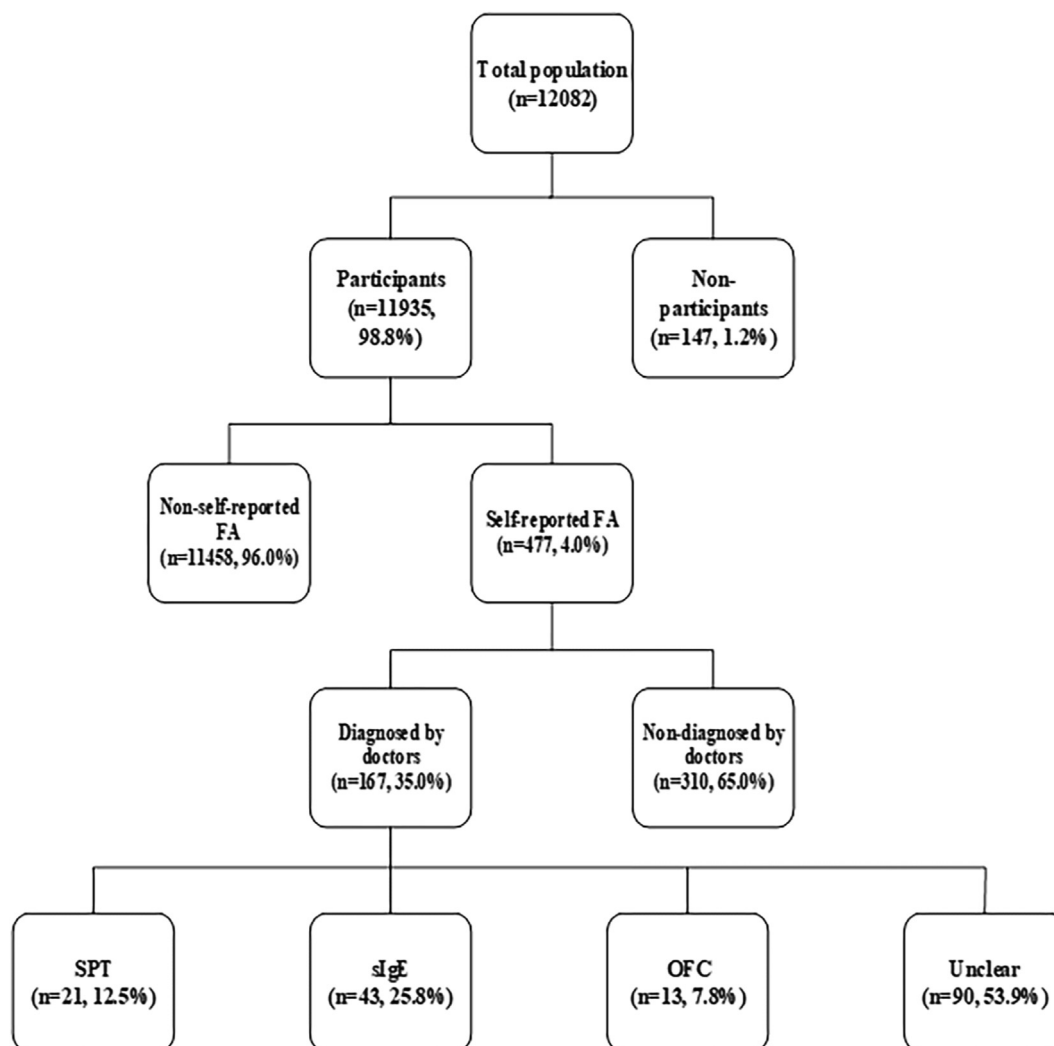 Total population
(n=12082)
Participants
(n=11935,
98.8%)
Non-
participants
(n=147, 1.2%)
Non-self-reported
FA
(n=11458, 96.0%)
Self-reported FA
(n=477, 4.0%)
Diagnosed by
doctors
(n=167, 35.0%)
Non-diagnosed by
doctors
(n=310, 65.0%)
SPT
(n=21, 12.5%)
sIgE
(n=43, 25.8%)
OFC
(n=13, 7.8%)
Unclear
(n=90, 53.9%)